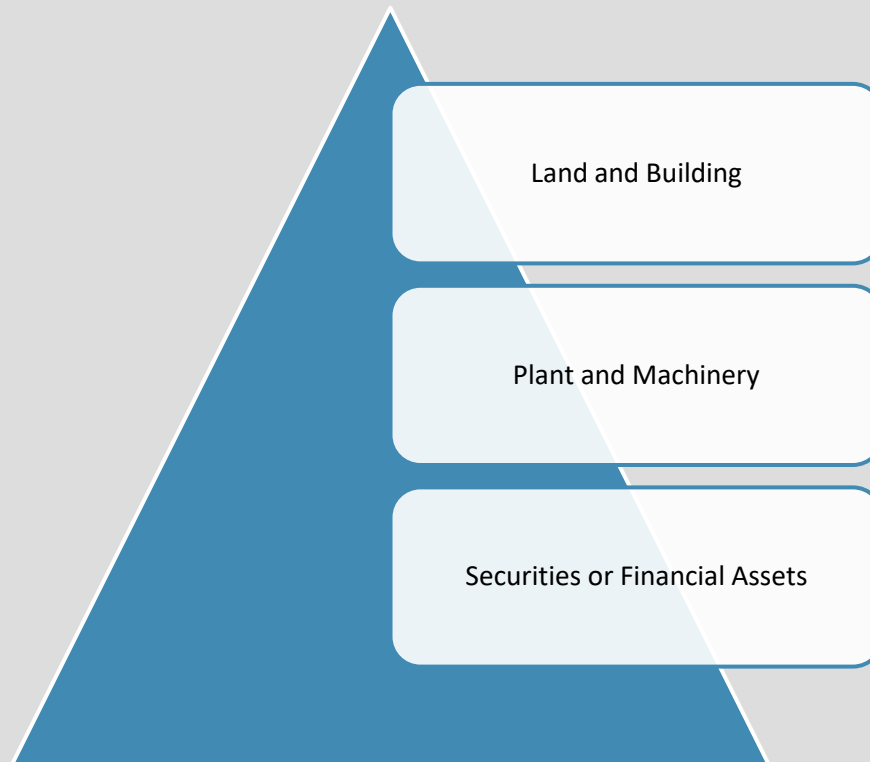 Land and Building
Plant and Machinery
Securities or Financial Assets